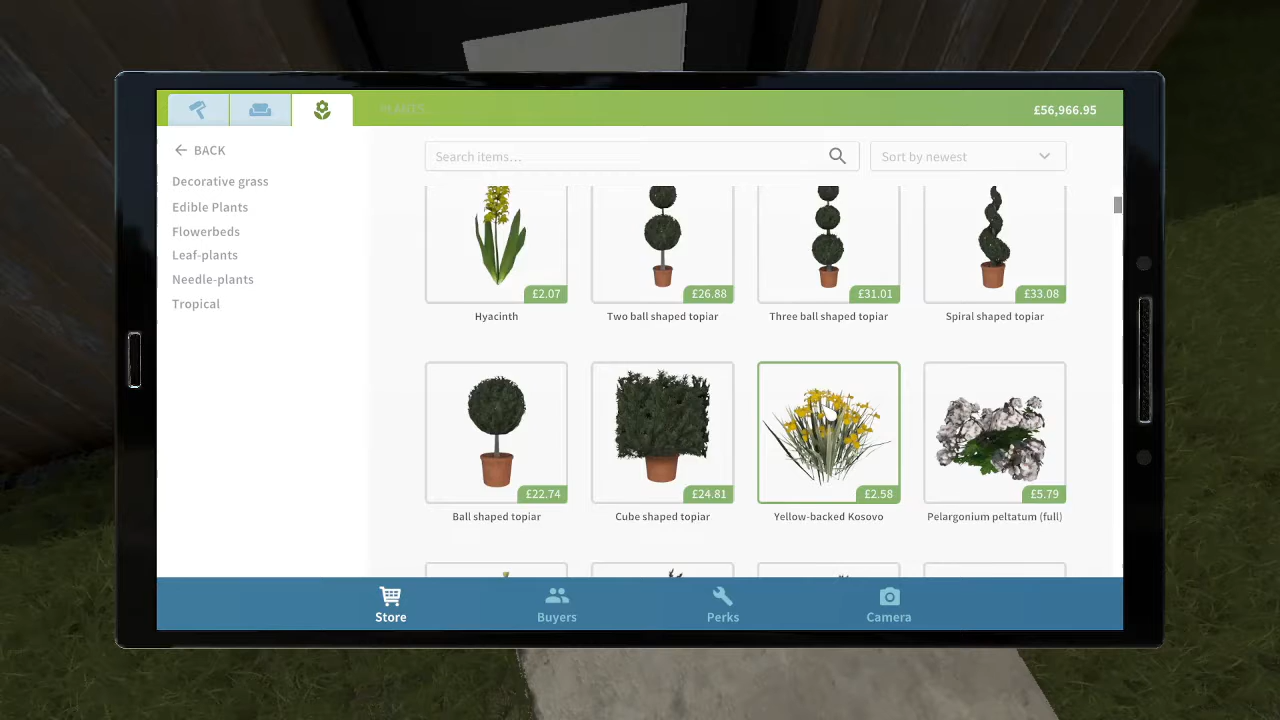 PLANTS
£56,966.95
BACK
Search items...
Sort by newest
Decorative grass
Edible Plants
Flowerbeds
Leaf-plants
Needle-plants
Tropical
£2.07
£26.88
£31.01
£33.08
Hyacinth
Two ball shaped topiar
Three ball shaped topiar
Spiral shaped topiar
£22.74
£24.81
£2.58
£5.79
Ball shaped topiar
Cube shaped topiar
Yellow-backed Kosovo
Pelargonium peltatum (full)
Store
Buyers
Perks
Camera